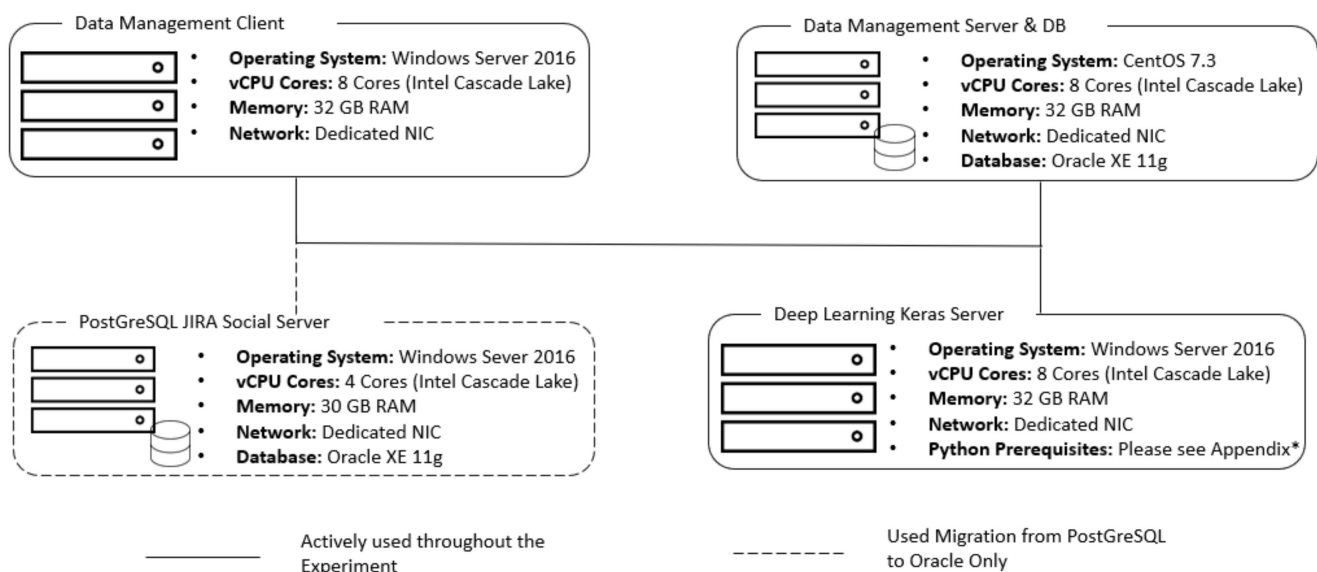 Data Management Client
• Operating System: Windows Server 2016
• vCPU Cores: 8 Cores (Intel Cascade Lake)
• Memory: 32 GB RAM
• Network: Dedicated NIC
Data Management Server & DB
• Operating System: CentOS 7.3
• vCPU Cores: 8 Cores (Intel Cascade Lake)
• Memory: 32 GB RAM
• Network: Dedicated NIC
• Database: Oracle XE 11g
PostGreSQL JIRA Social Server
• Operating System: Windows Sever 2016
• vCPU Cores: 4 Cores (Intel Cascade Lake)
• Memory: 30 GB RAM
• Network: Dedicated NIC
• Database: Oracle XE 11g
Deep Learning Keras Server
• Operating System: Windows Server 2016
• vCPU Cores: 8 Cores (Intel Cascade Lake)
• Memory: 32 GB RAM
• Network: Dedicated NIC
• Python Prerequisites: Please see Appendix*
Actively used throughout the
Experiment
Used Migration from PostGreSQL
to Oracle Only